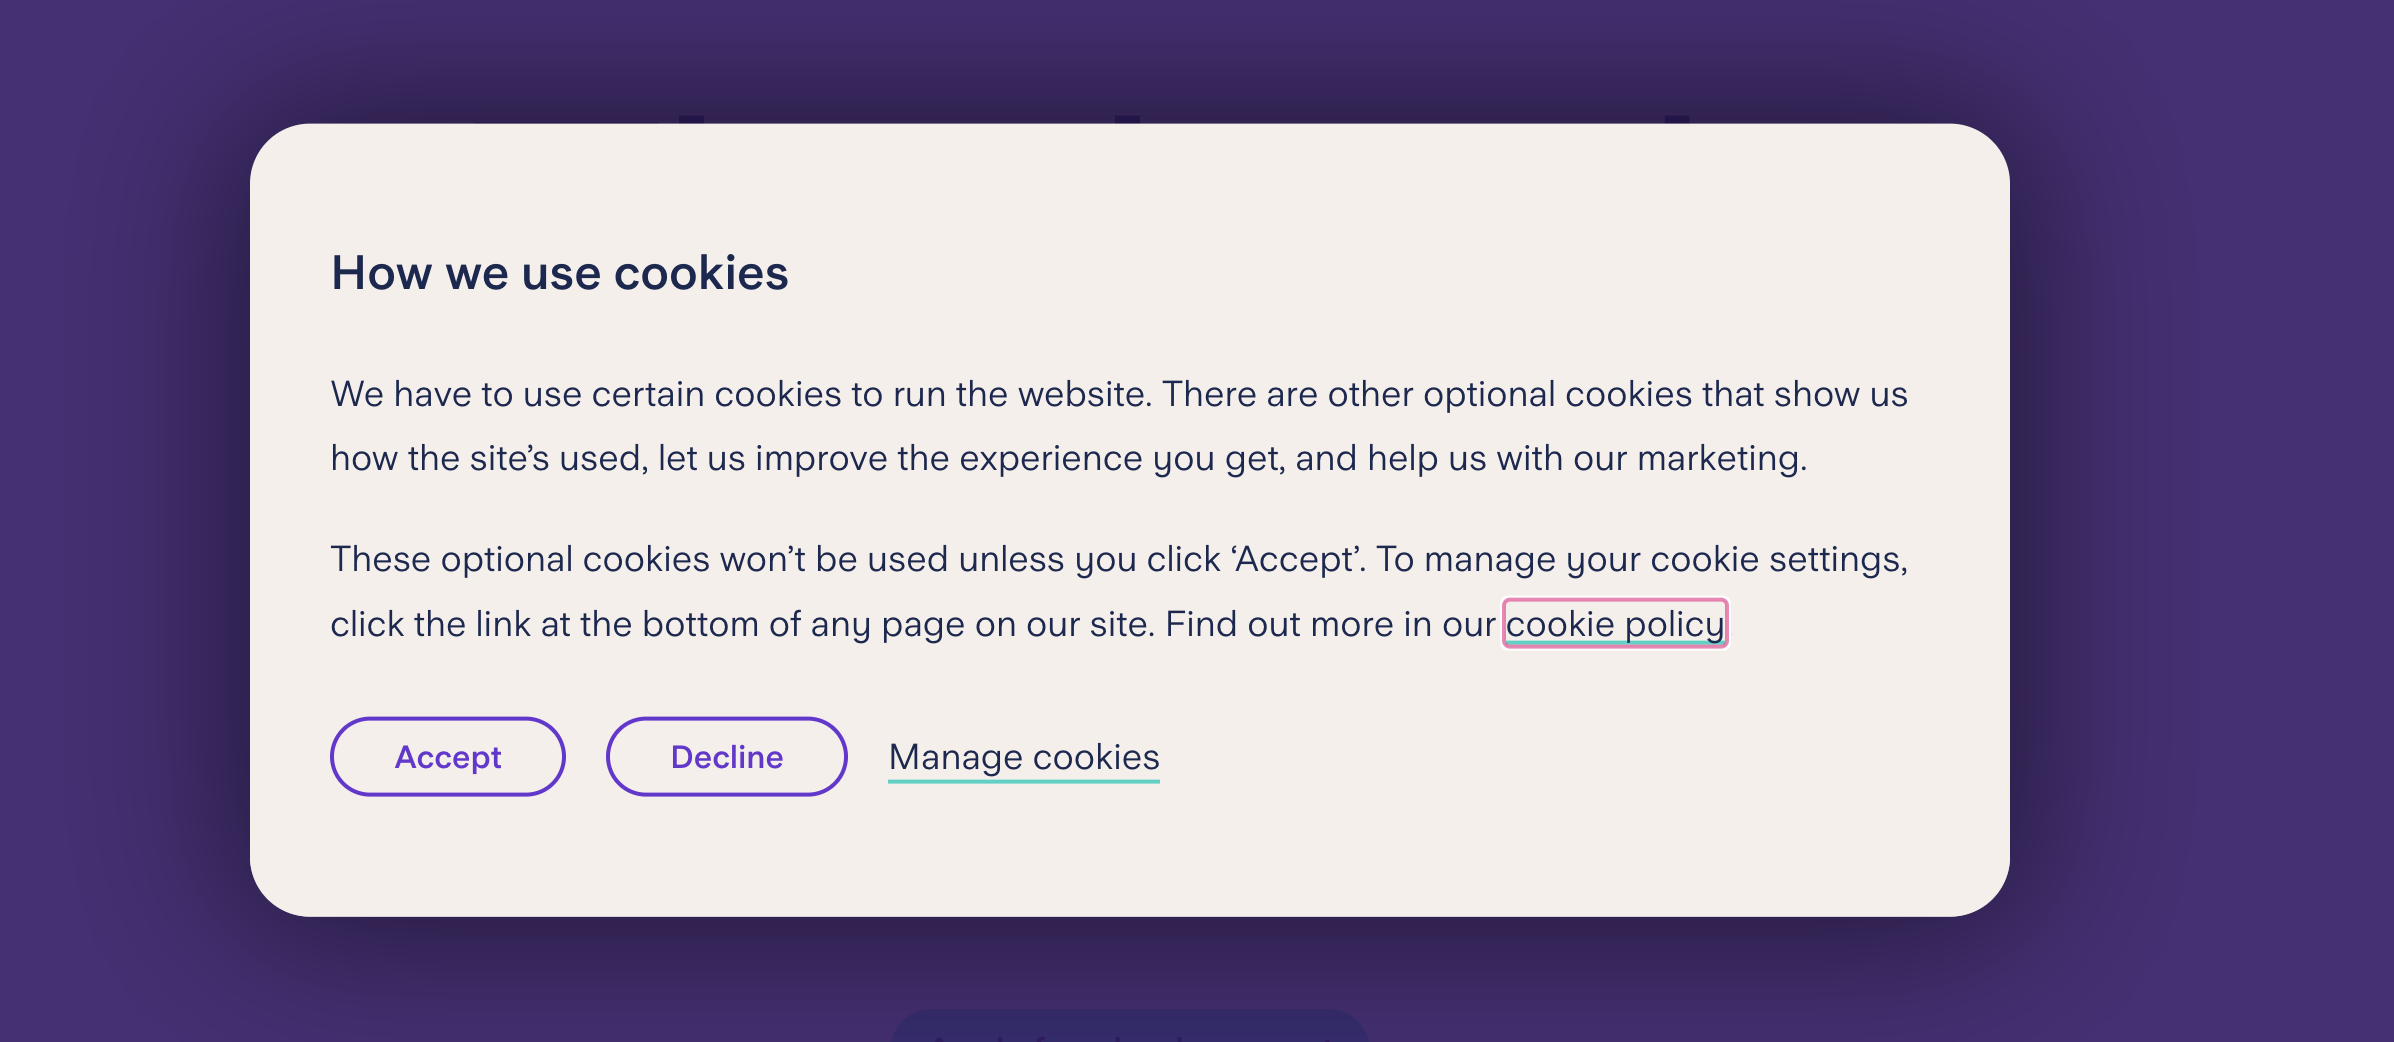 How we use cookies
We have to use certain cookies to run the website. There are other optional cookies that show us
how the site’s used, let us improve the experience you get, and help us with our marketing.
These optional cookies won’t be used unless you click ‘Accept’. To manage your cookie settings,
click the link at the bottom of any page on our site. Find out more in our cookie policy
Accept Decline Manage cookies